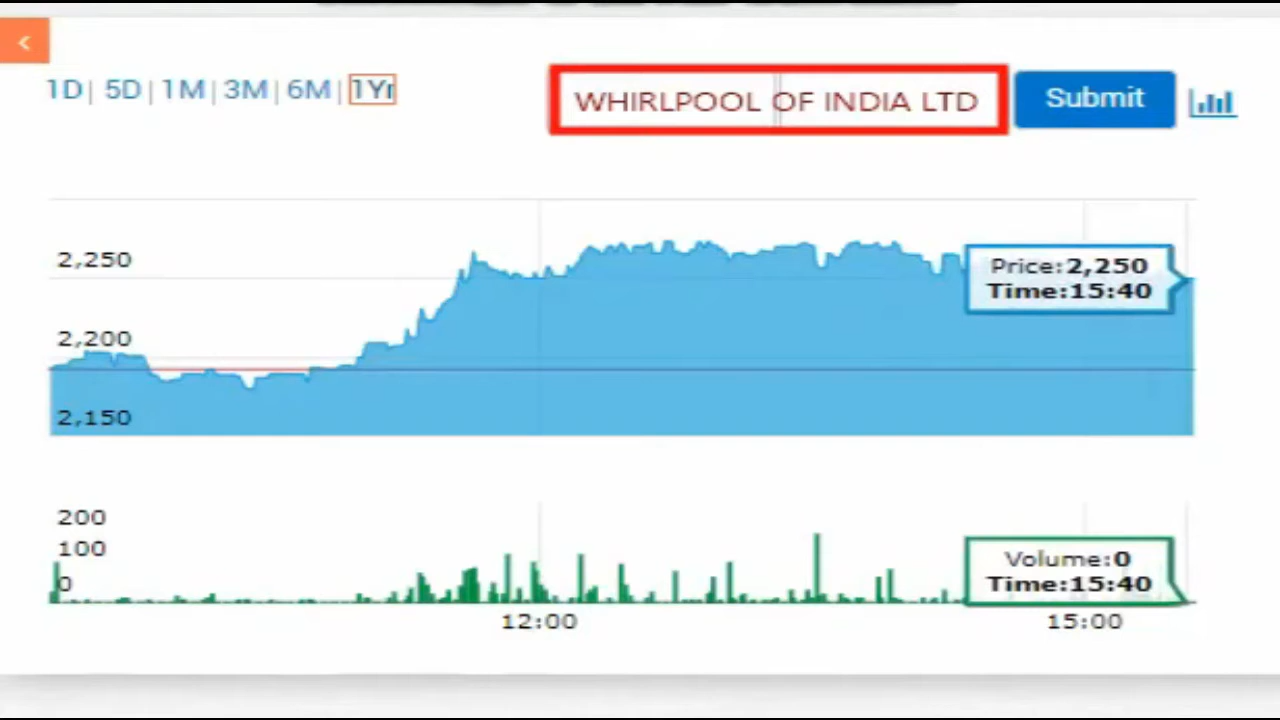 1D| 5D | 1M | 3M | 6M | 1Yr
WHIRLPOOL OF INDIA LTD
Submit
2,250
2,200
2,150
Price:2,250
Time:15:40
200
100
0
Volume:0
Time:15:40
12:00
15:00